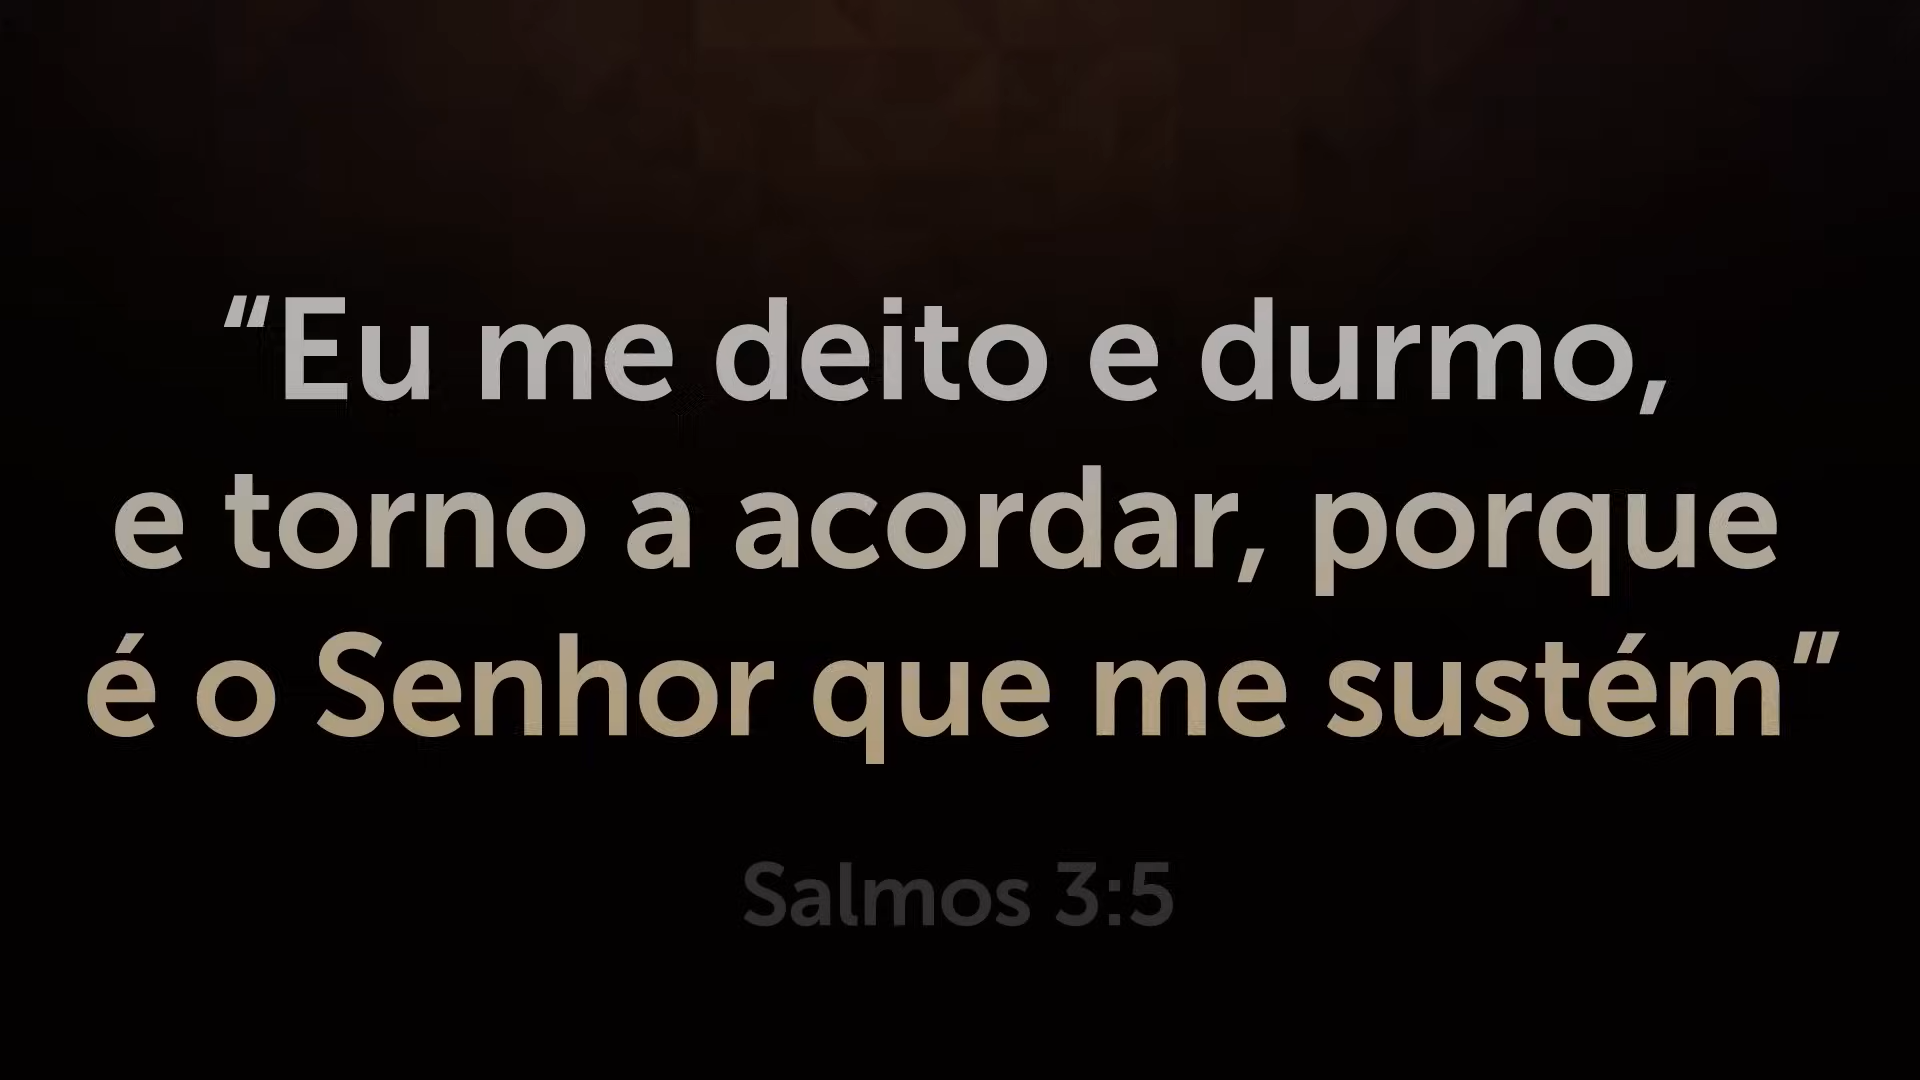 “Eu me deito e durmo,
e torno a acordar, porque
é o Senhor que me sustém”
Salmos 3:5